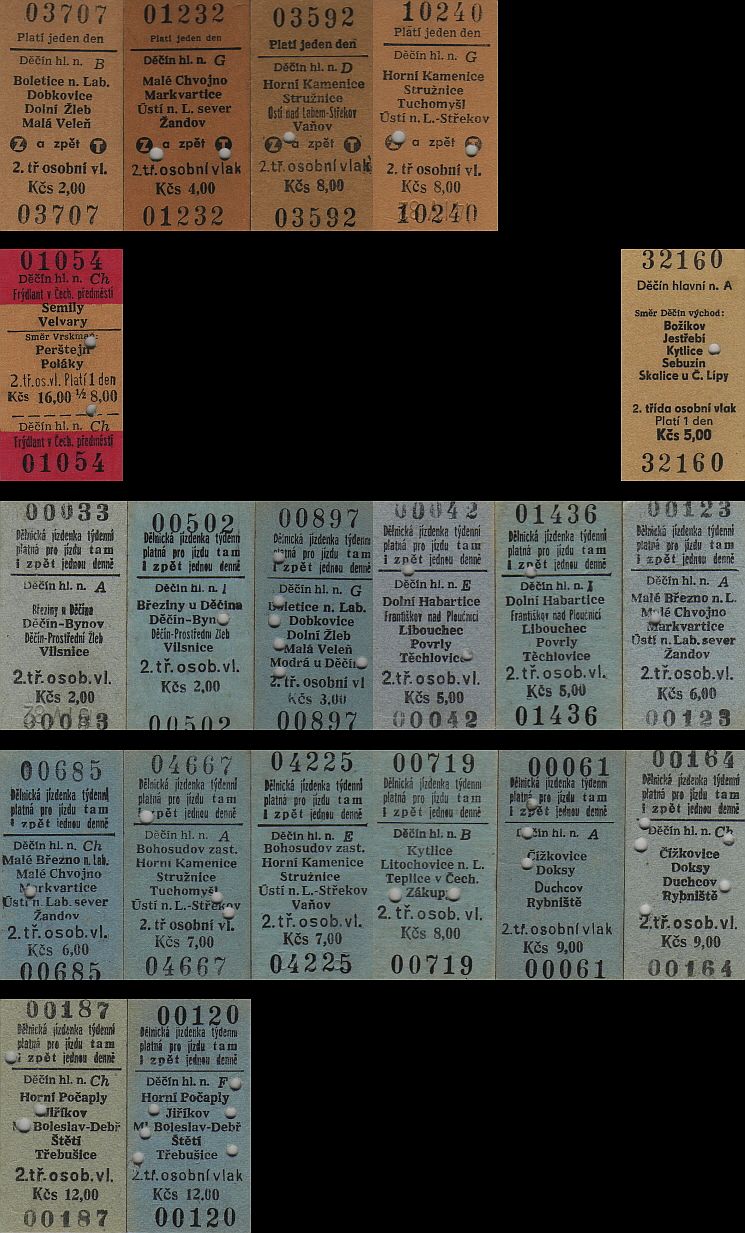 03707
Platí jeden den
Děčín hl. n. B
Boletice n. Lab.
Dobkovice
Dolní Žleb
Malá Veleň
Z a zpět T
2. tř osobní vl.
Kčs 2,00
03707
01232
Platí jeden den
Děčín hl. n. G
Malé Chvojno
Markvartice
Ústí n. L. sever
Žandov
Z a zpět T
2.tř.osobní vlak
Kčs 4,00
01232
03592
Platí jeden den
Děčín hl. n. D
Horní Kamenice
Stružnice
Ústí nad Labem-Střekov
Vaňov
Z a zpět T
2.tř.osobní vlak
Kčs 8,00
03592
10240
Platí jeden den
Děčín hl. n. G
Horní Kamenice
Stružnice
Tuchomyšl
Ústí n. L.-Střekov
a zpět
2. tř osobní vl.
Kčs 8,00
10240
01054
Děčín hl. n. Ch
Frýdlant v Čech. předměstí
Semily
Velvary
Směr Vrskmaň:
Perštejn
Poláky
2.tř.os.vl. Platí 1 den
Kčs 16,00 ½ 8,00
Děčín hl. n. Ch
Frýdlant v Čech. předměstí
01054
32160
Děčín hlavní n. A
Směr Děčín východ:
Božíkov
Jestřebí
Kytlice
Sebuzín
Skalice u Č. Lípy
2. třída osobní vlak
Platí 1 den
Kčs 5,00
32160
00033
Dělnická jízdenka týdenní
platná pro jízdu tam
i zpět jednou denně
Děčín hl. n. A
Březiny u Děčína
Děčín-Bynov
Děčín-Prostřední Žleb
Vilsnice
2.tř.osob.vl.
Kčs 2,00
00033
00502
Dělnická jízdenka týdenní
platná pro jízdu tam
i zpět jednou denně
Děčín hl. n. I
Březiny u Děčína
Děčín-Bynov
Děčín-Prostřední Žleb
Vilsnice
2.tř.osob.vl.
Kčs 2,00
00502
00897
Dělnická jízdenka týdenní
platná pro jízdu tam
i zpět jednou denně
Děčín hl. n. G
Boletice n. Lab.
Dobkovice
Dolní Žleb
Malá Veleň
Modrá u Děčína
2. tř. osobní vl
Kčs 3,00
00897
00042
Dělnická jízdenka týdenní
platná pro jízdu tam
i zpět jednou denně
Děčín hl. n. E
Dolní Habartice
Františkov nad Ploučnicí
Libouchec
Povrly
Těchlovice
2.tř.osob.vl.
Kčs 5,00
00042
01436
Dělnická jízdenka týdenní
platná pro jízdu tam
i zpět jednou denně
Děčín hl. n. I
Dolní Habartice
Františkov nad Ploučnicí
Libouchec
Povrly
Těchlovice
2.tř.osob.vl.
Kčs 5,00
01436
00123
Dělnická jízdenka týdenní
platná pro jízdu tam
i zpět jednou denně
Děčín hl. n. A
Malé Březno n. L.
Malé Chvojno
Markvartice
Ústí n. Lab.sever
Žandov
2.tř.osob.vl.
Kčs 6,00
00123
00685
Dělnická jízdenka týdenní
platná pro jízdu tam
i zpět jednou denně
Děčín hl. n. Ch
Malé Březno n. Lab.
Malé Chvojno
Markvartice
Ústí n. Lab.sever
Žandov
2.tř.osob.vl.
Kčs 6,00
00685
04667
Dělnická jízdenka týdenní
platná pro jízdu tam
i zpět jednou denně
Děčín hl. n. A
Bohosudov zast.
Horní Kamenice
Stružnice
Tuchomyšl
Ústí n. L.-Střekov
2. tř osobní vl.
Kčs 7,00
04667
04225
Dělnická jízdenka týdenní
platná pro jízdu tam
i zpět jednou denně
Děčín hl. n. E
Bohosudov zast.
Horní Kamenice
Stružnice
Ústí n. L.-Střekov
Vaňov
2.tř.osob.vl.
Kčs 7,00
04225
00719
Dělnická jízdenka týdenní
platná pro jízdu tam
i zpět jednou denně
Děčín hl. n. B
Kytlice
Litochovice n. L.
Teplice v Čech.
Zákupy
2.tř.osob.vl.
Kčs 8,00
00719
00061
Dělnická jízdenka týdenní
platná pro jízdu tam
i zpět jednou denně
Děčín hl. n. A
Čížkovice
Doksy
Duchcov
Rybniště
2.tř.osobní vlak
Kčs 9,00
00061
00164
Dělnická jízdenka týdenní
platná pro jízdu tam
i zpět jednou denně
Děčín hl. n. Ch
Čížkovice
Doksy
Duchcov
Rybniště
2.tř.osob.vl.
Kčs 9,00
00164
00187
Dělnická jízdenka týdenní
platná pro jízdu tam
i zpět jednou denně
Děčín hl. n. Ch
Horní Počaply
Jiříkov
Ml Boleslav-Debř
Štětí
Třebušice
2.tř.osob.vl.
Kčs 12,00
00187
00120
Dělnická jízdenka týdenní
platná pro jízdu tam
i zpět jednou denně
Děčín hl. n. F
Horní Počaply
Jiříkov
Ml Boleslav-Debř
Štětí
Třebušice
2.tř.osobní vlak
Kčs 12,00
00120